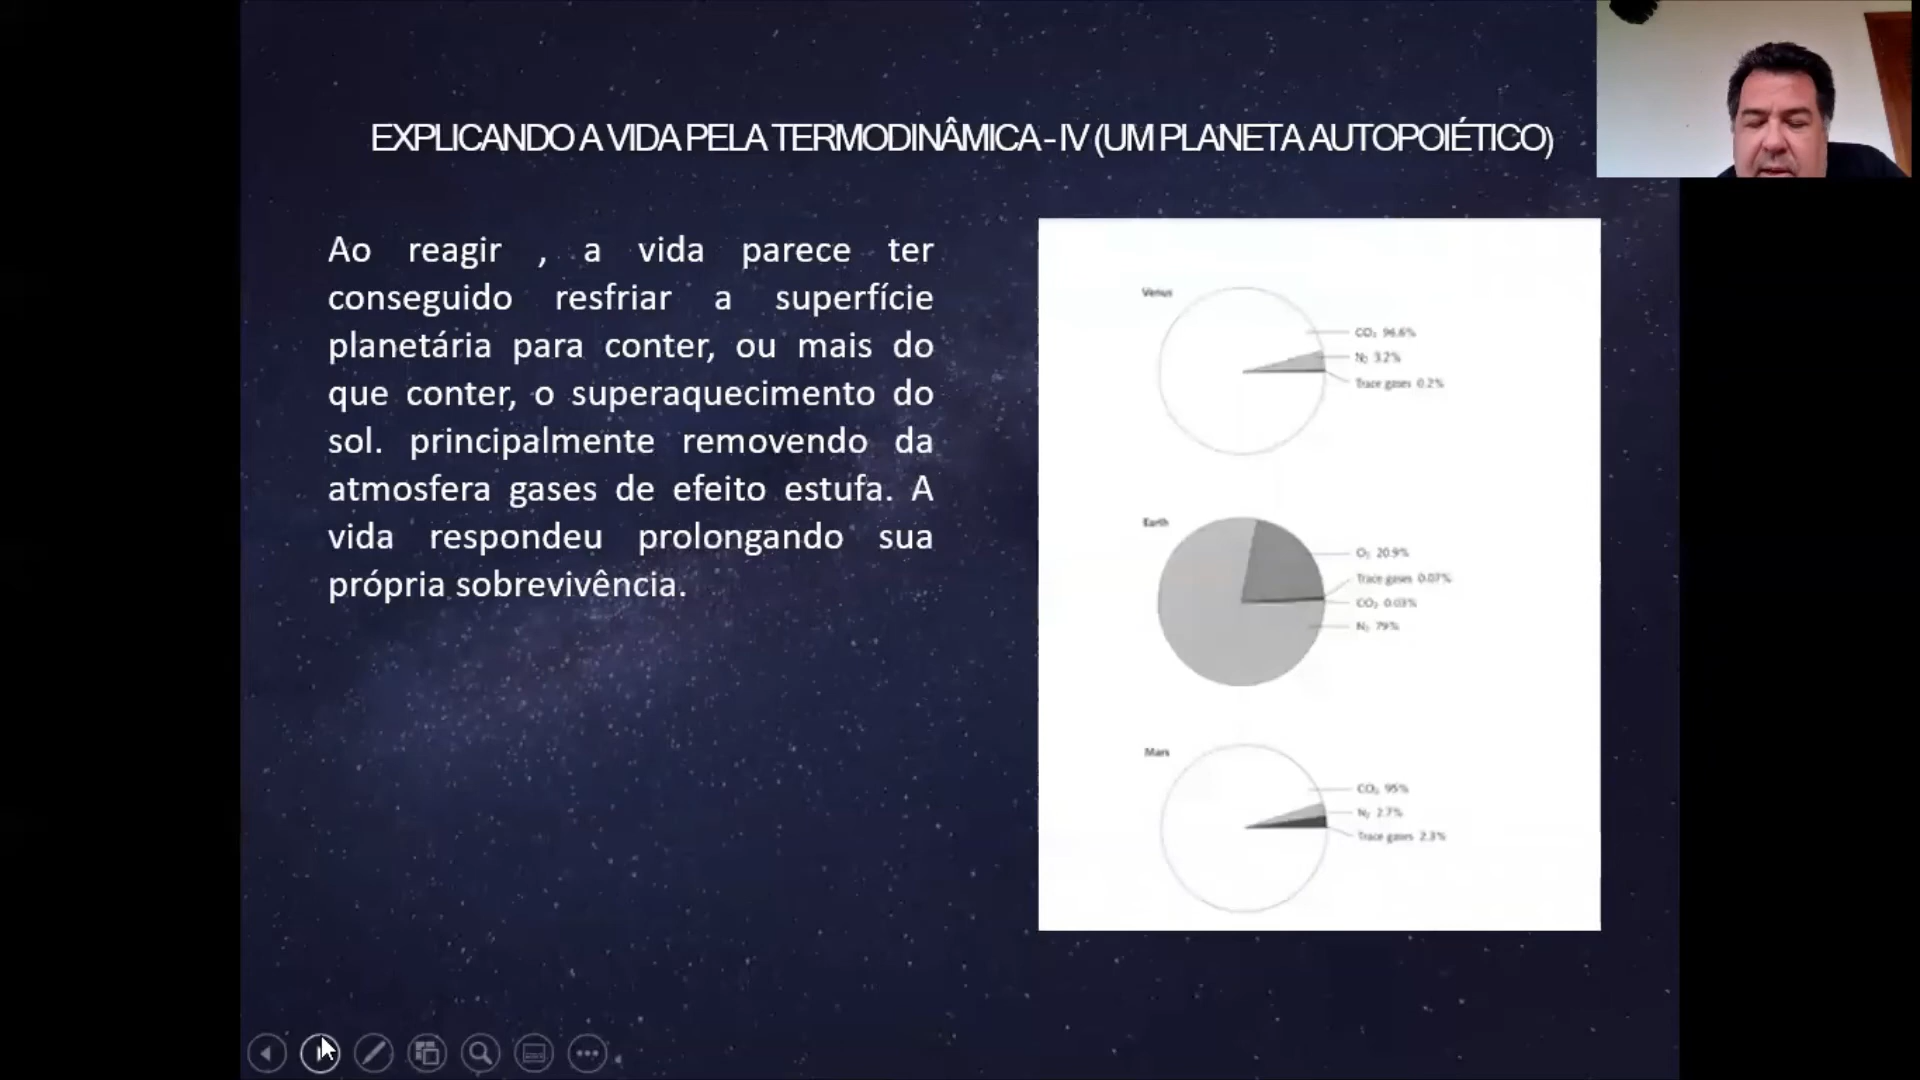 EXPLICANDO A VIDA PELA TERMODINÂMICA - IV (UM PLANETA AUTOPOIÉTICO)
Ao reagir , a vida parece ter
conseguido resfriar a superfície
planetária para conter, ou mais do
que conter, o superaquecimento do
sol. principalmente removendo da
atmosfera gases de efeito estufa. A
vida respondeu prolongando sua
própria sobrevivência.
Venus
CO₂ 96.6%
N₂ 3.2%
Trace gases 0.2%
Earth
O₂ 20.9%
Trace gases 0.07%
CO₂ 0.03%
N₂ 79%
Mars
CO₂ 95%
N₂ 2.7%
Trace gases 2.3%